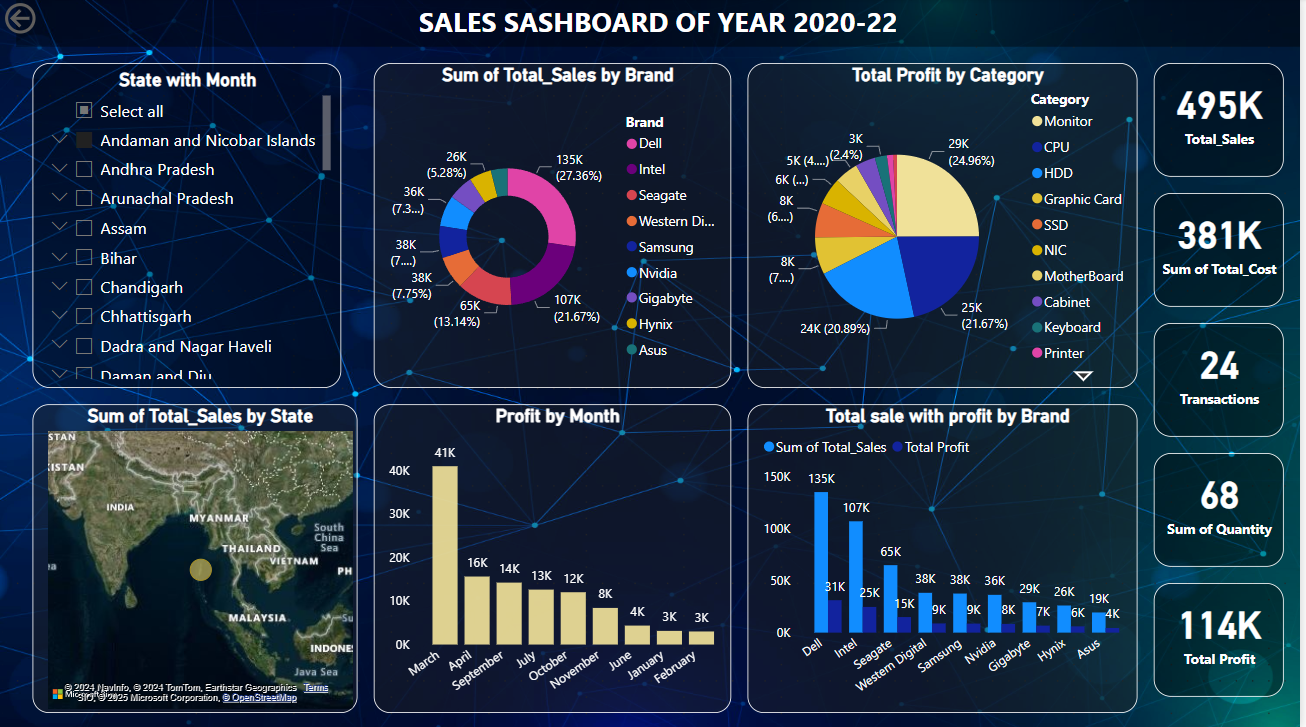 SALES SASHBOARD OF YEAR 2020-22
State with Month
Select all
Andaman and Nicobar Islands
Andhra Pradesh
Arunachal Pradesh
Assam
Bihar
Chandigarh
Chhattisgarh
Dadra and Nagar Haveli
Daman and Diu
Sum of Total_Sales by Brand
135K
(27.36%)
107K
(21.67%)
65K
(13.14%)
38K
(7.75%)
38K
(7....)
36K
(7.3...)
26K
(5.28%)
Brand
Dell
Intel
Seagate
Western Di...
Samsung
Nvidia
Gigabyte
Hynix
Asus
Total Profit by Category
29K
(24.96%)
25K
(21.67%)
24K (20.89%)
8K
(7....)
8K
(6....)
6K (...)
5K (4....)
3K
(2.4%)
Category
Monitor
CPU
HDD
Graphic Card
SSD
NIC
MotherBoard
Cabinet
Keyboard
Printer
495K
Total_Sales
381K
Sum of Total_Cost
24
Transactions
68
Sum of Quantity
114K
Total Profit
Sum of Total_Sales by State
STAN
ISTAN
INDIA
MYANMAR
THAILAND
VIETNAM
South
China
Sea
PH
MALAYSIA
INDONES
Java Sea
© 2024 NavInfo, © 2024 TomTom, Earthstar Geographics Terms
© 2025 Microsoft Corporation, © OpenStreetMap
Profit by Month
40K
30K
20K
10K
0K
41K
16K
14K
13K
12K
8K
4K
3K
3K
March
April
September
July
October
November
June
January
February
Total sale with profit by Brand
Sum of Total_Sales Total Profit
150K
100K
50K
0K
135K
31K
107K
25K
65K
15K
38K
9K
38K
9K
36K
8K
29K
7K
26K
6K
19K
4K
Dell
Intel
Seagate
Western Digital
Samsung
Nvidia
Gigabyte
Hynix
Asus